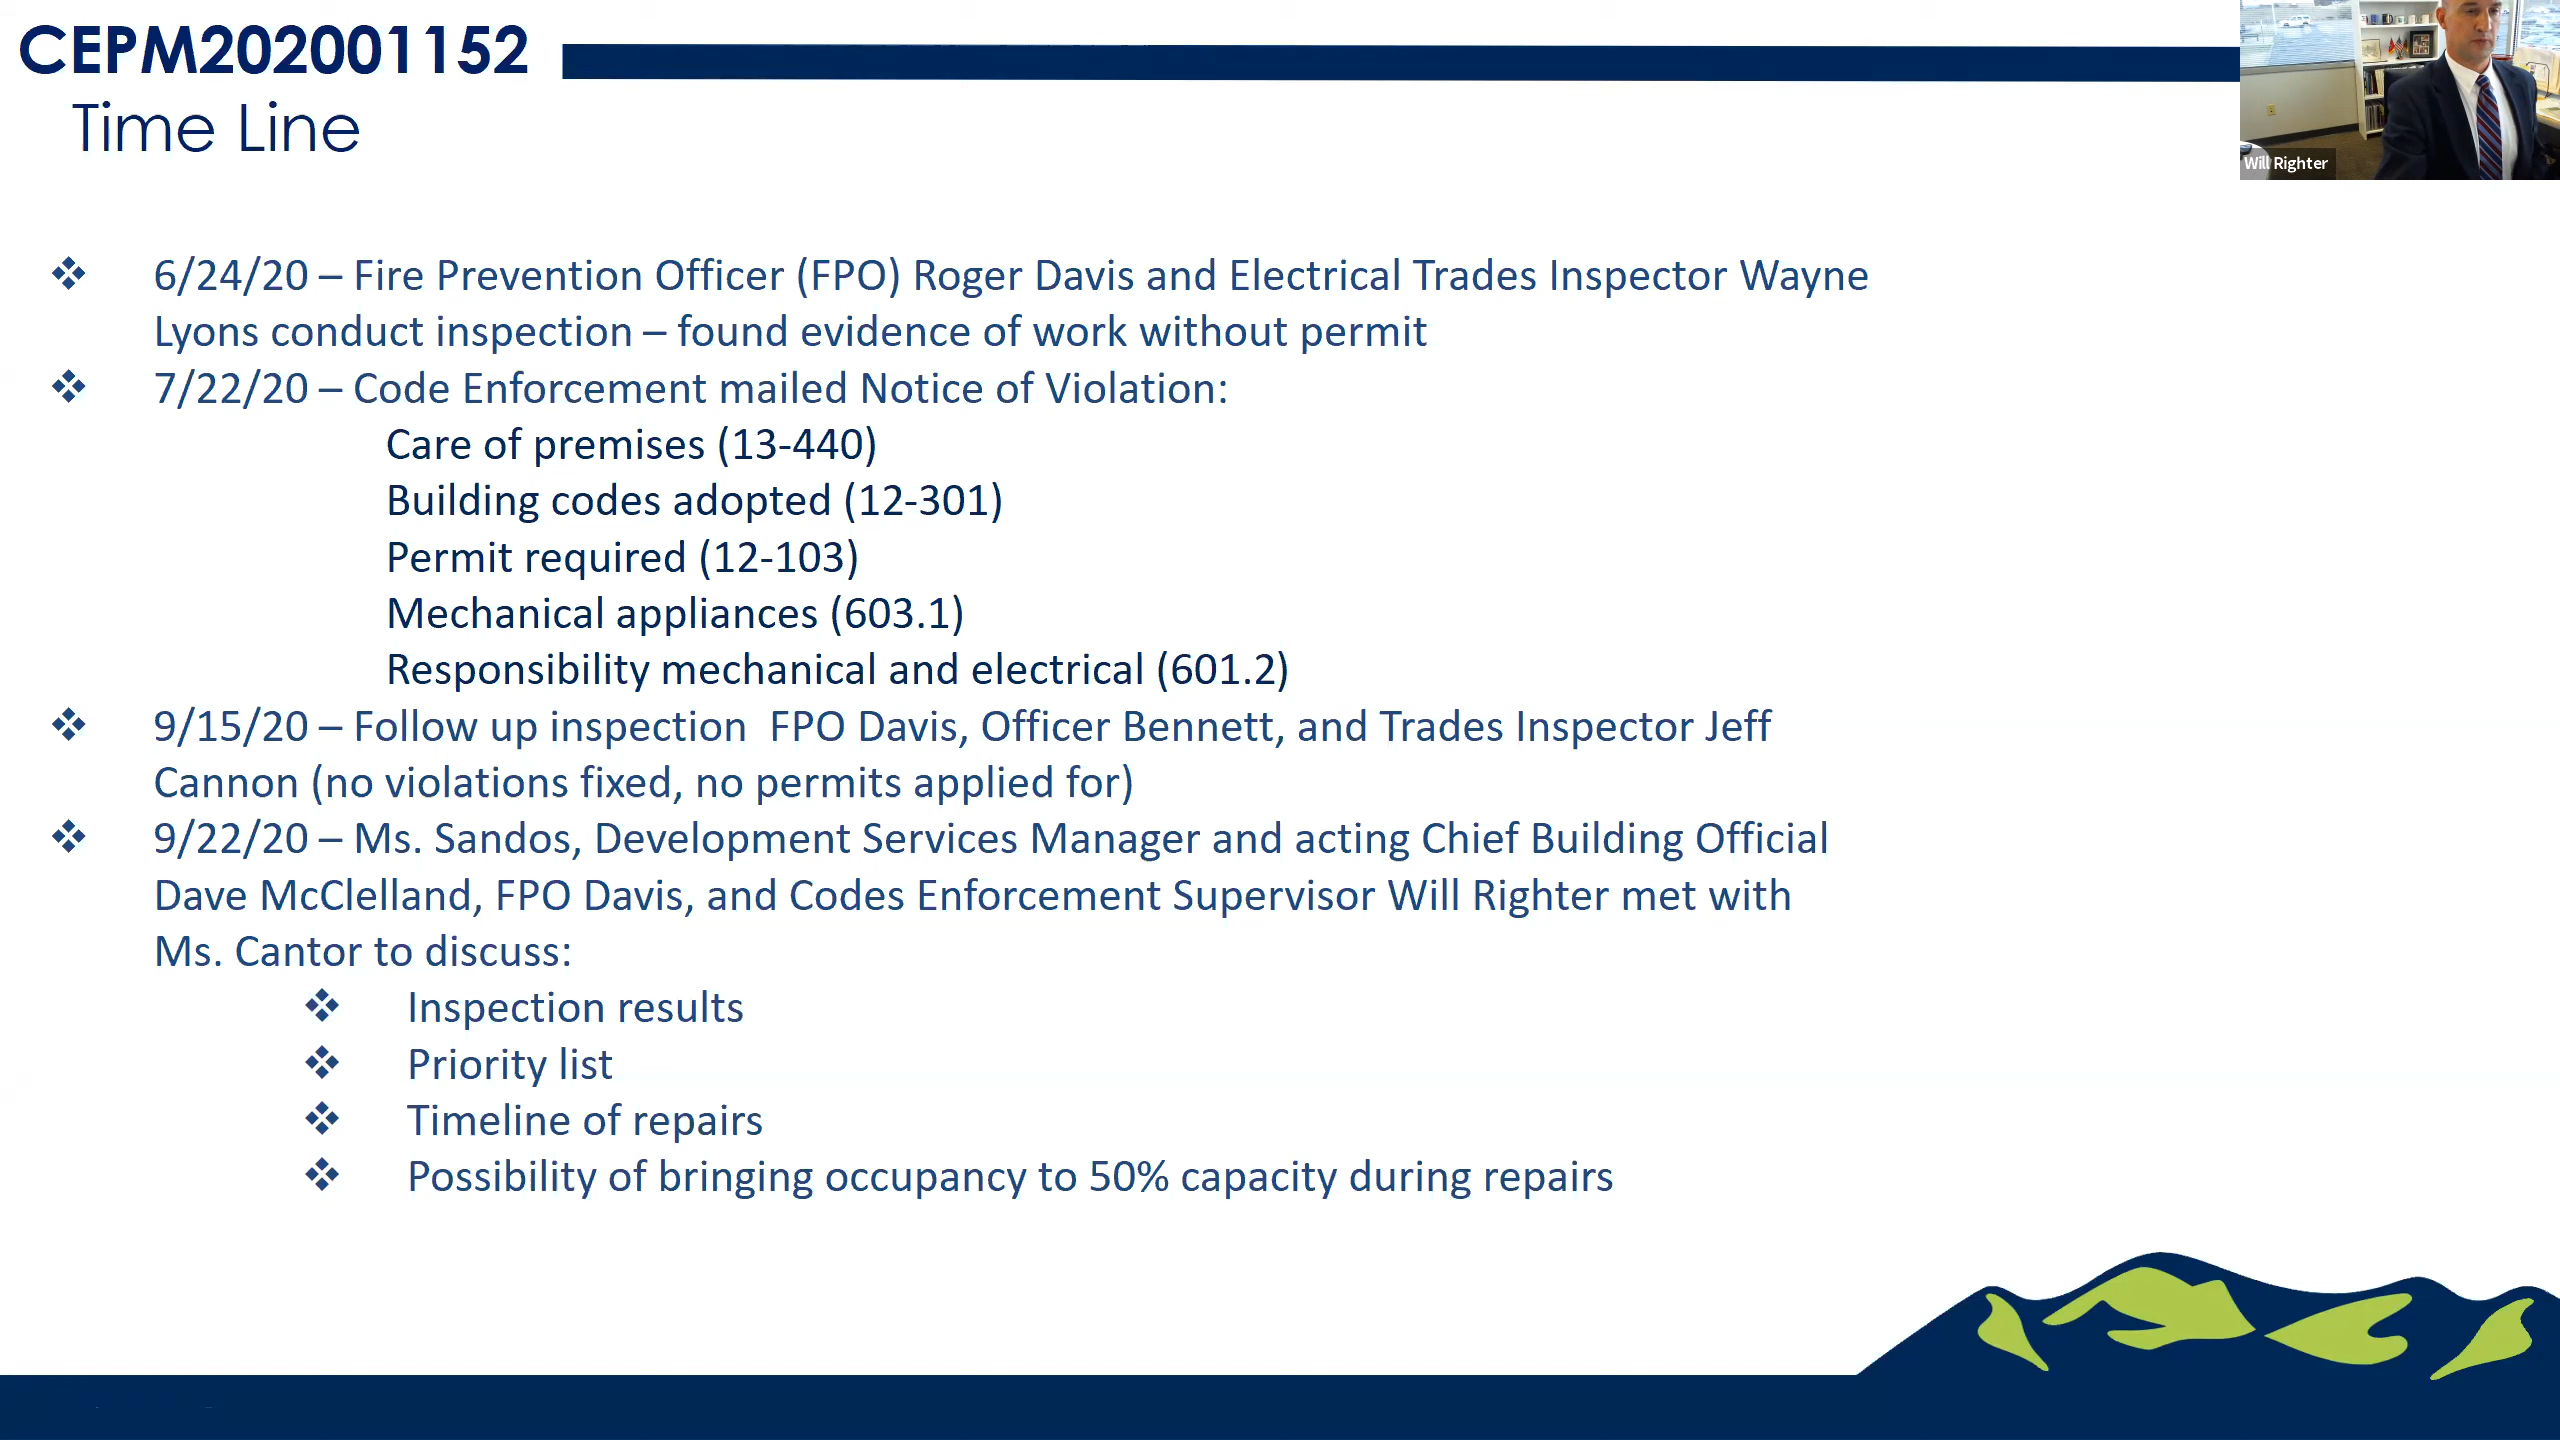 CEPM202001152
Time Line
Will Righter
❖ 6/24/20 – Fire Prevention Officer (FPO) Roger Davis and Electrical Trades Inspector Wayne
Lyons conduct inspection – found evidence of work without permit
❖ 7/22/20 – Code Enforcement mailed Notice of Violation:
Care of premises (13-440)
Building codes adopted (12-301)
Permit required (12-103)
Mechanical appliances (603.1)
Responsibility mechanical and electrical (601.2)
❖ 9/15/20 – Follow up inspection  FPO Davis, Officer Bennett, and Trades Inspector Jeff
Cannon (no violations fixed, no permits applied for)
❖ 9/22/20 – Ms. Sandos, Development Services Manager and acting Chief Building Official
Dave McClelland, FPO Davis, and Codes Enforcement Supervisor Will Righter met with
Ms. Cantor to discuss:
❖ Inspection results
❖ Priority list
❖ Timeline of repairs
❖ Possibility of bringing occupancy to 50% capacity during repairs